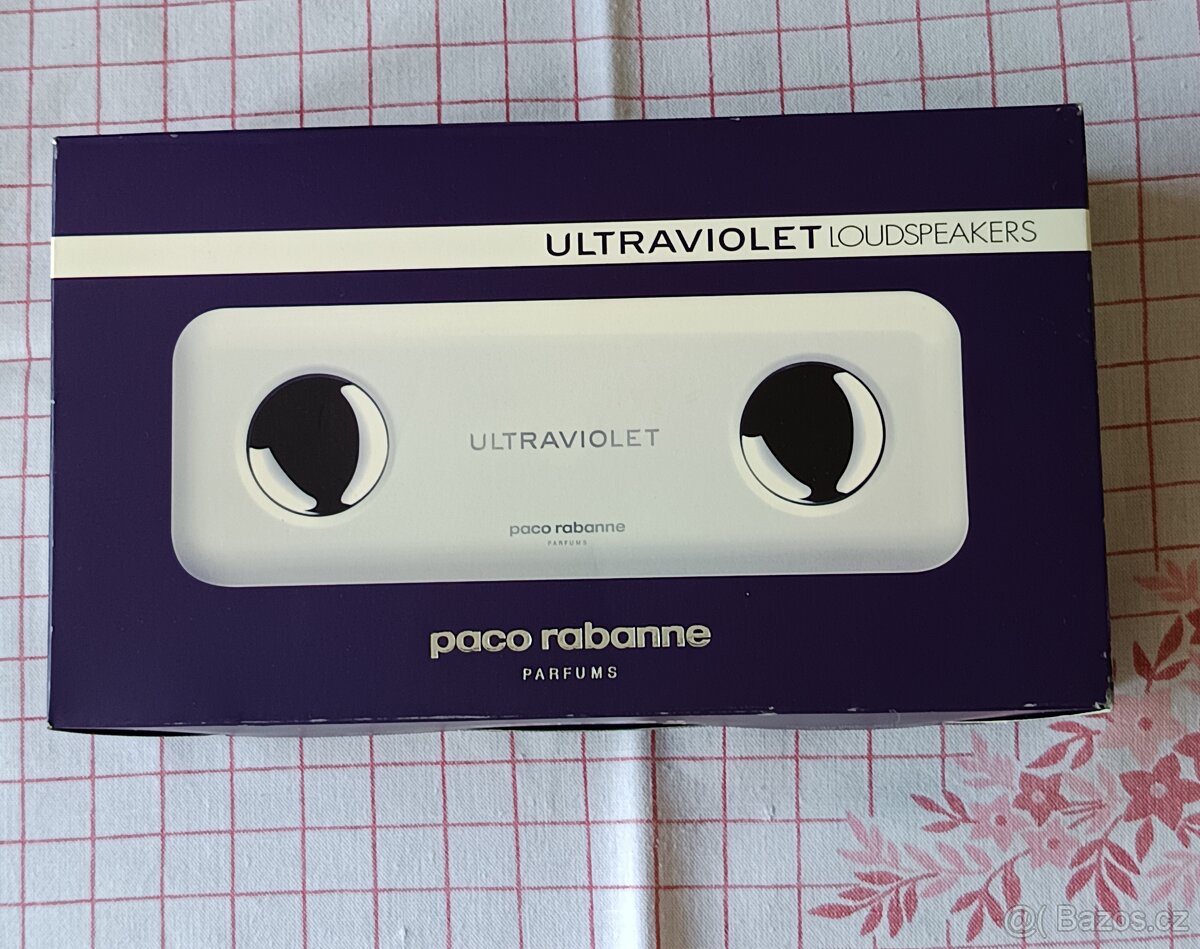 ULTRAVIOLET LOUDSPEAKERS
ULTRAVIOLET
paco rabanne
PARFUMS
paco rabanne
PARFUMS
@( Bazos.cz